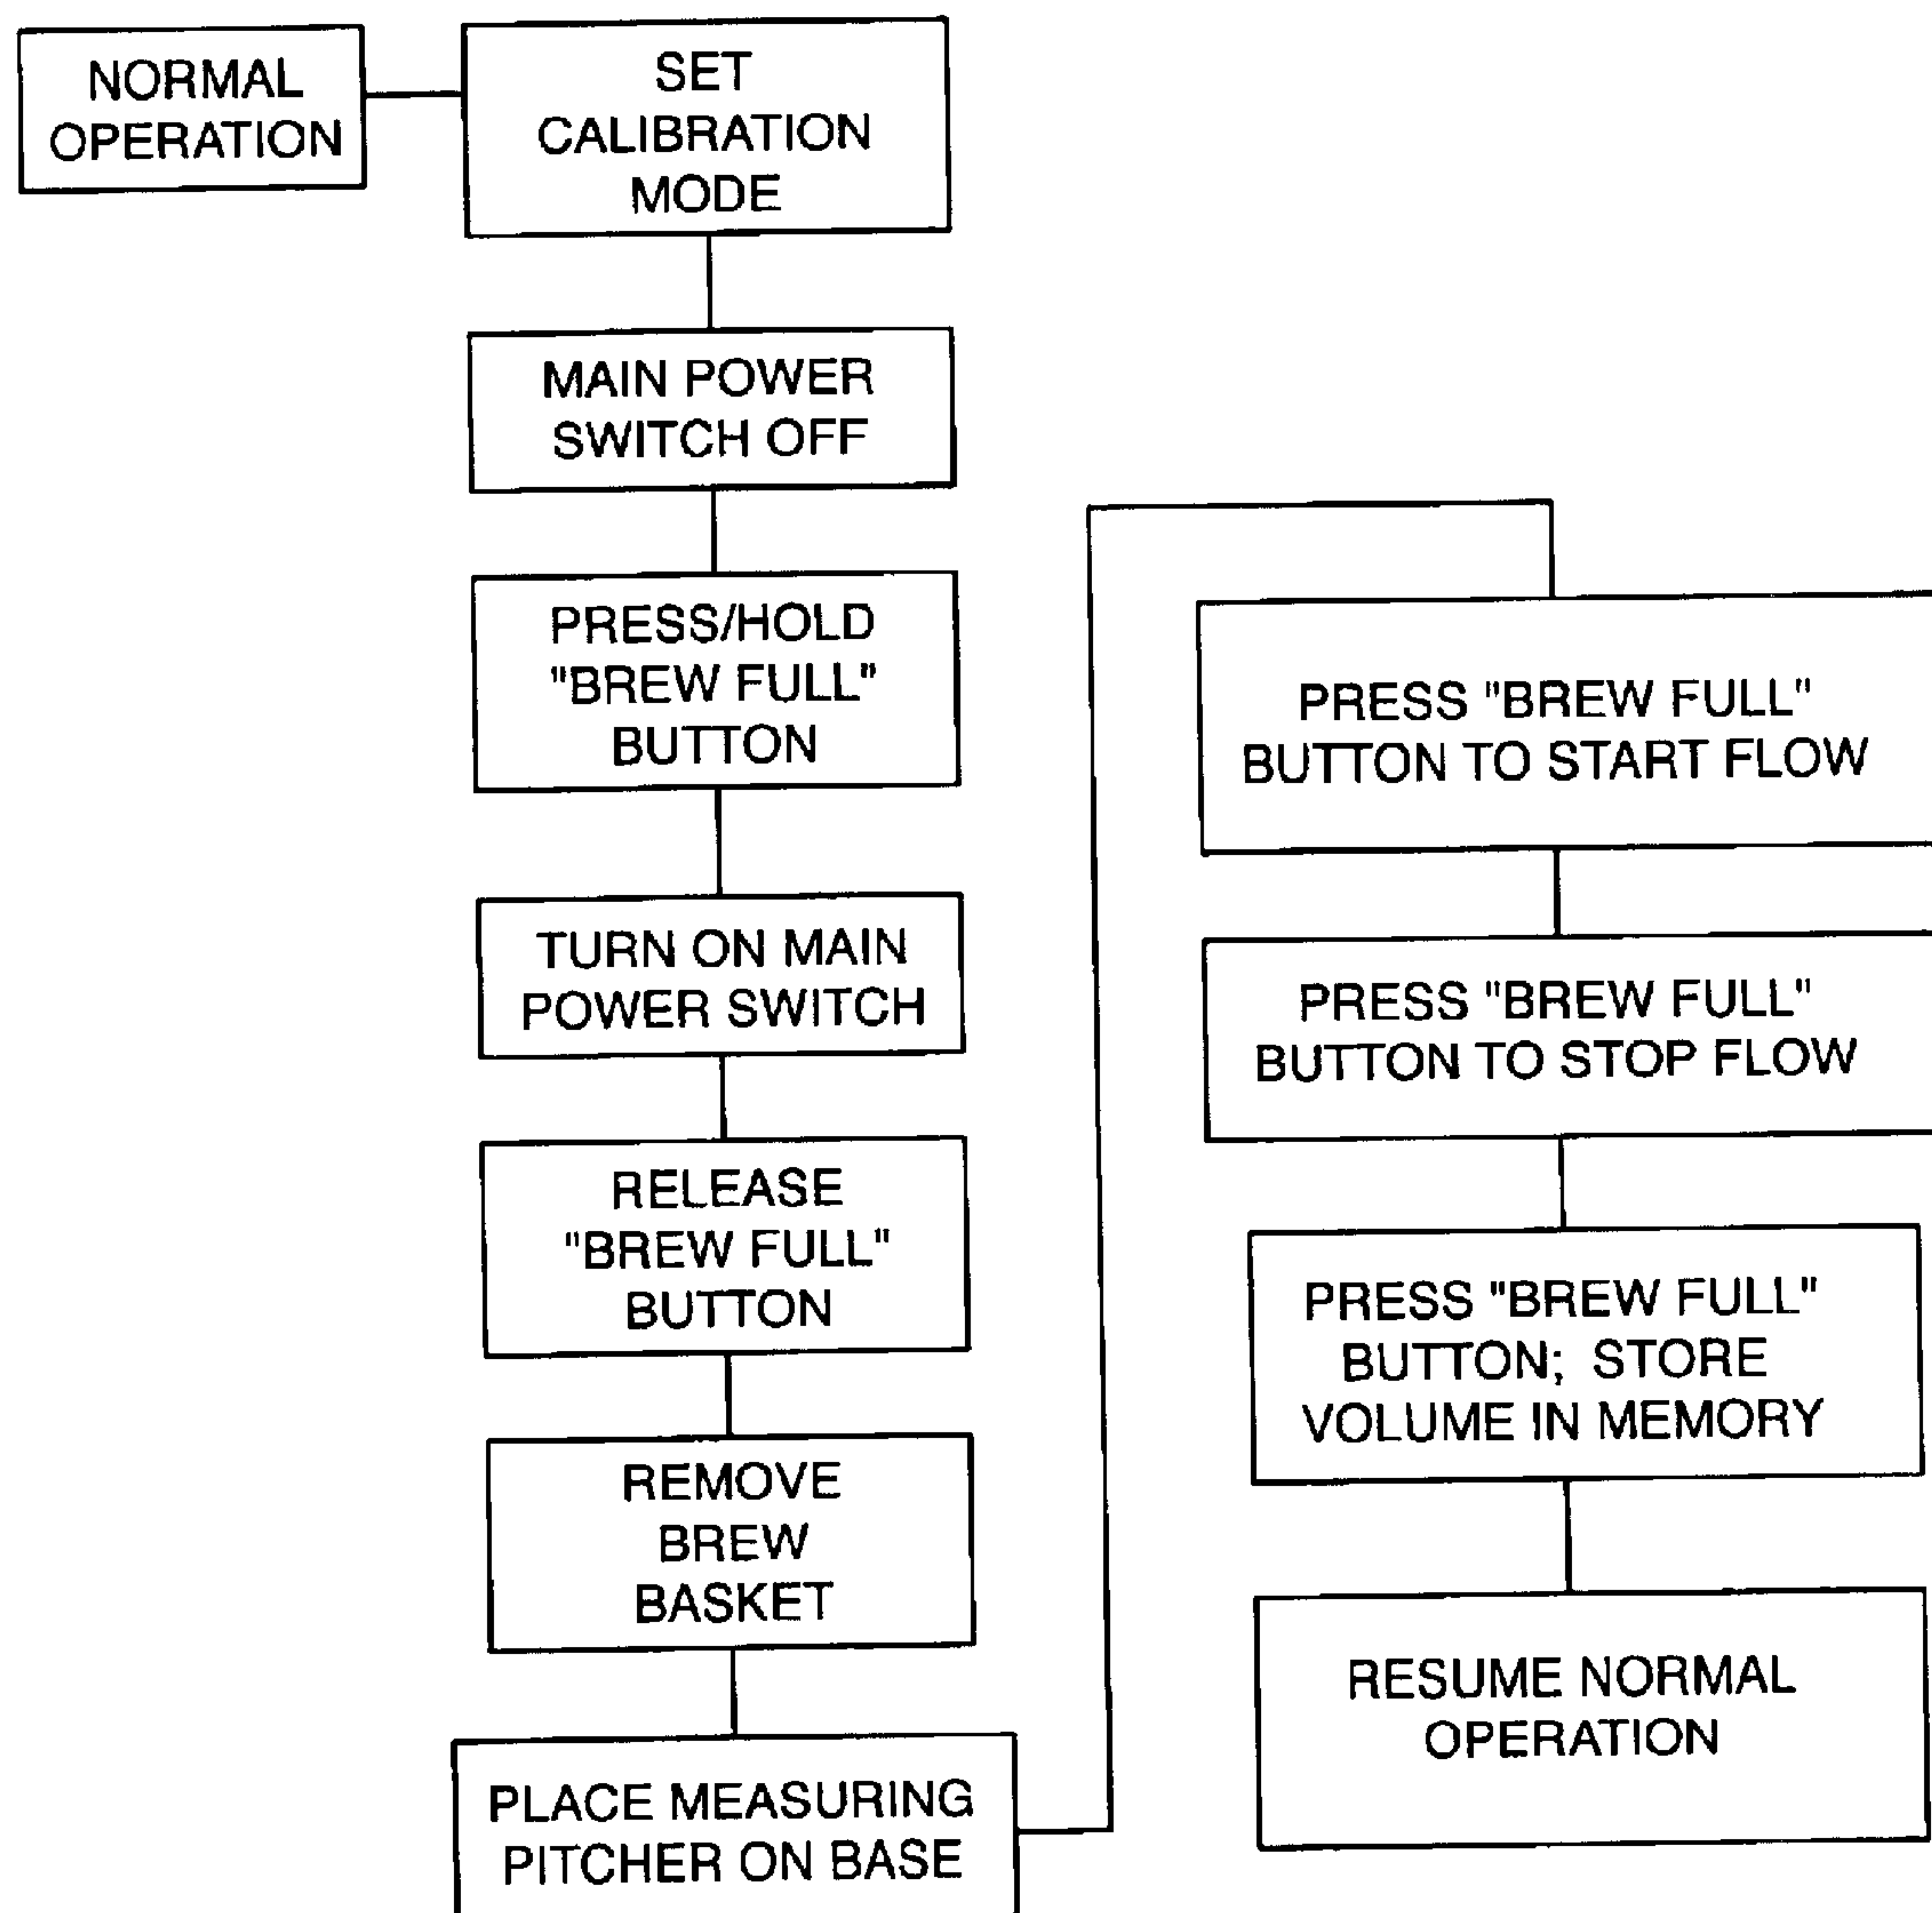 NORMAL
OPERATION
SET
CALIBRATION
MODE
MAIN POWER
SWITCH OFF
PRESS/HOLD
"BREW FULL"
BUTTON
TURN ON MAIN
POWER SWITCH
RELEASE
"BREW FULL"
BUTTON
REMOVE
BREW
BASKET
PLACE MEASURING
PITCHER ON BASE
PRESS "BREW FULL"
BUTTON TO START FLOW
PRESS "BREW FULL"
BUTTON TO STOP FLOW
PRESS "BREW FULL"
BUTTON; STORE
VOLUME IN MEMORY
RESUME NORMAL
OPERATION